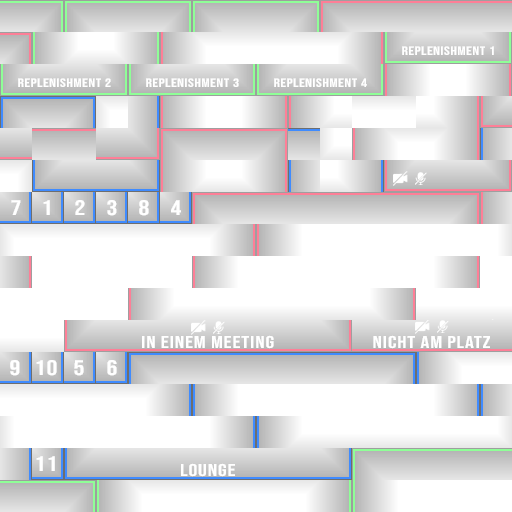 REPLENISHMENT 1
REPLENISHMENT 2 REPLENISHMENT 3 REPLENISHMENT 4
7 1 2 3 8 4
IN EINEM MEETING NICHT AM PLATZ
9 10 5 6
11 LOUNGE